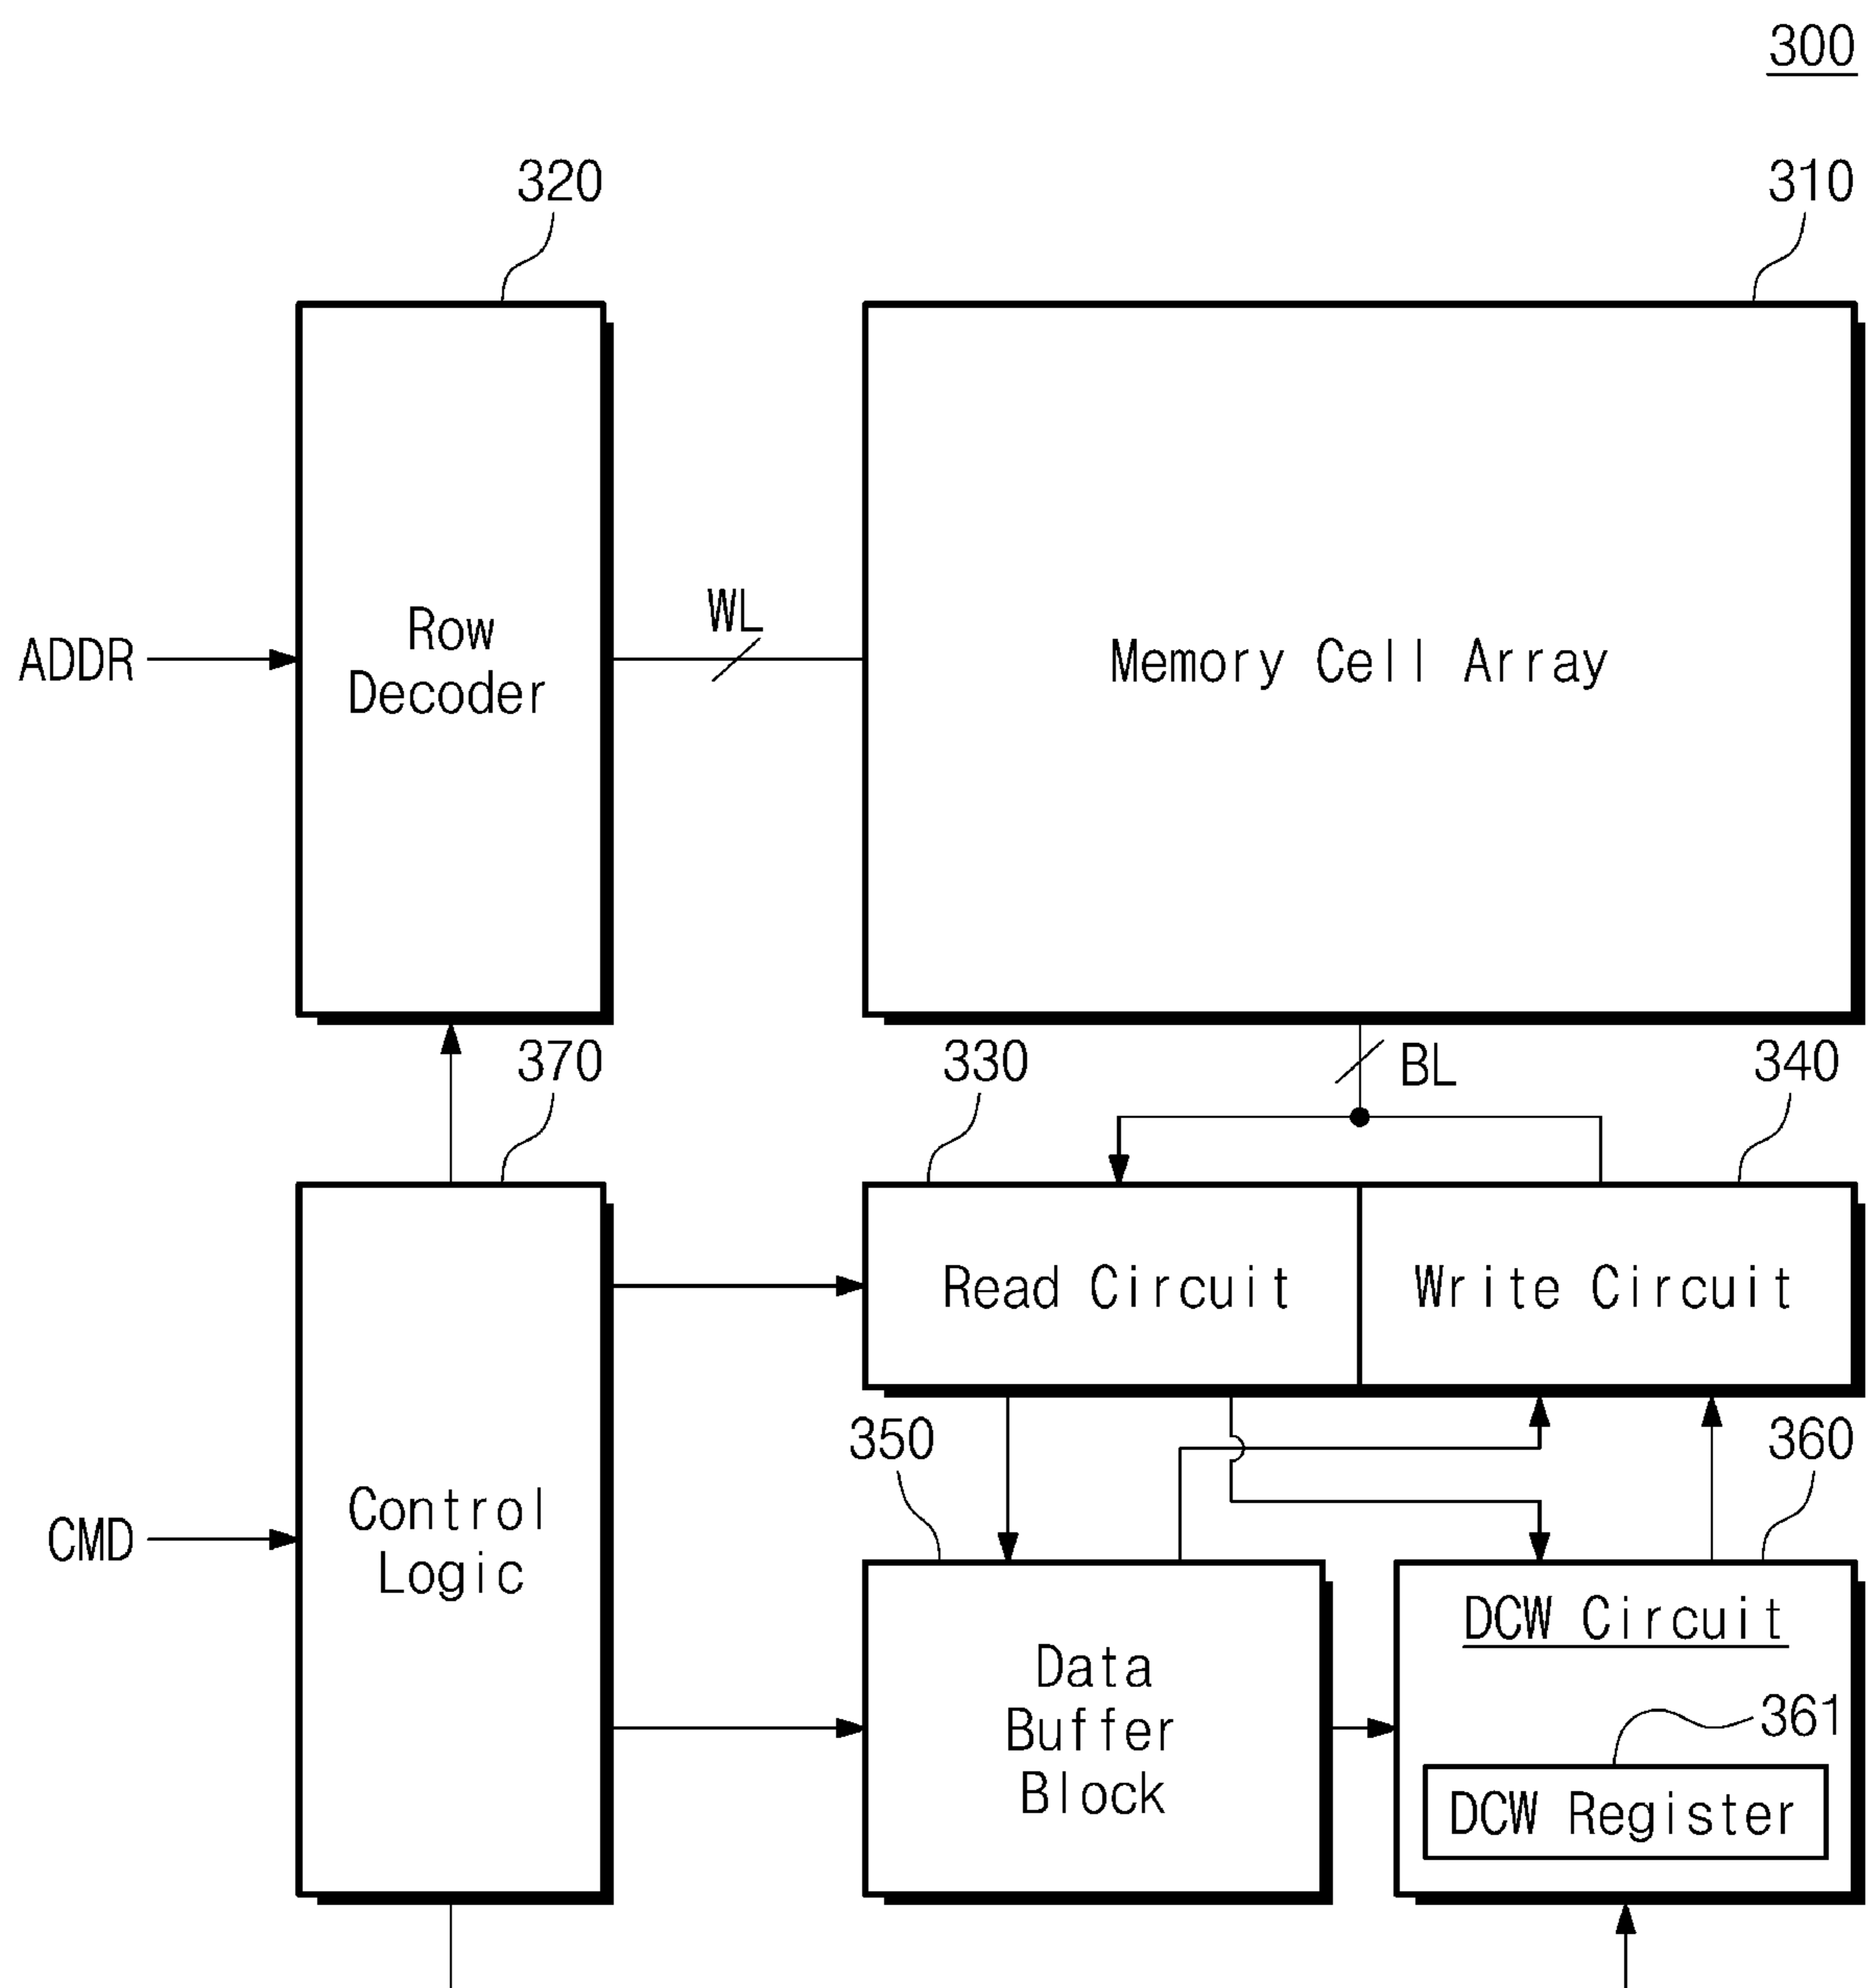 300
320
310
ADDR
Row
Decoder
WL
Memory Cell Array
370
330
BL
340
Read Circuit
Write Circuit
350
360
CMD
Control
Logic
DCW Circuit
Data
Buffer
Block
361
DCW Register